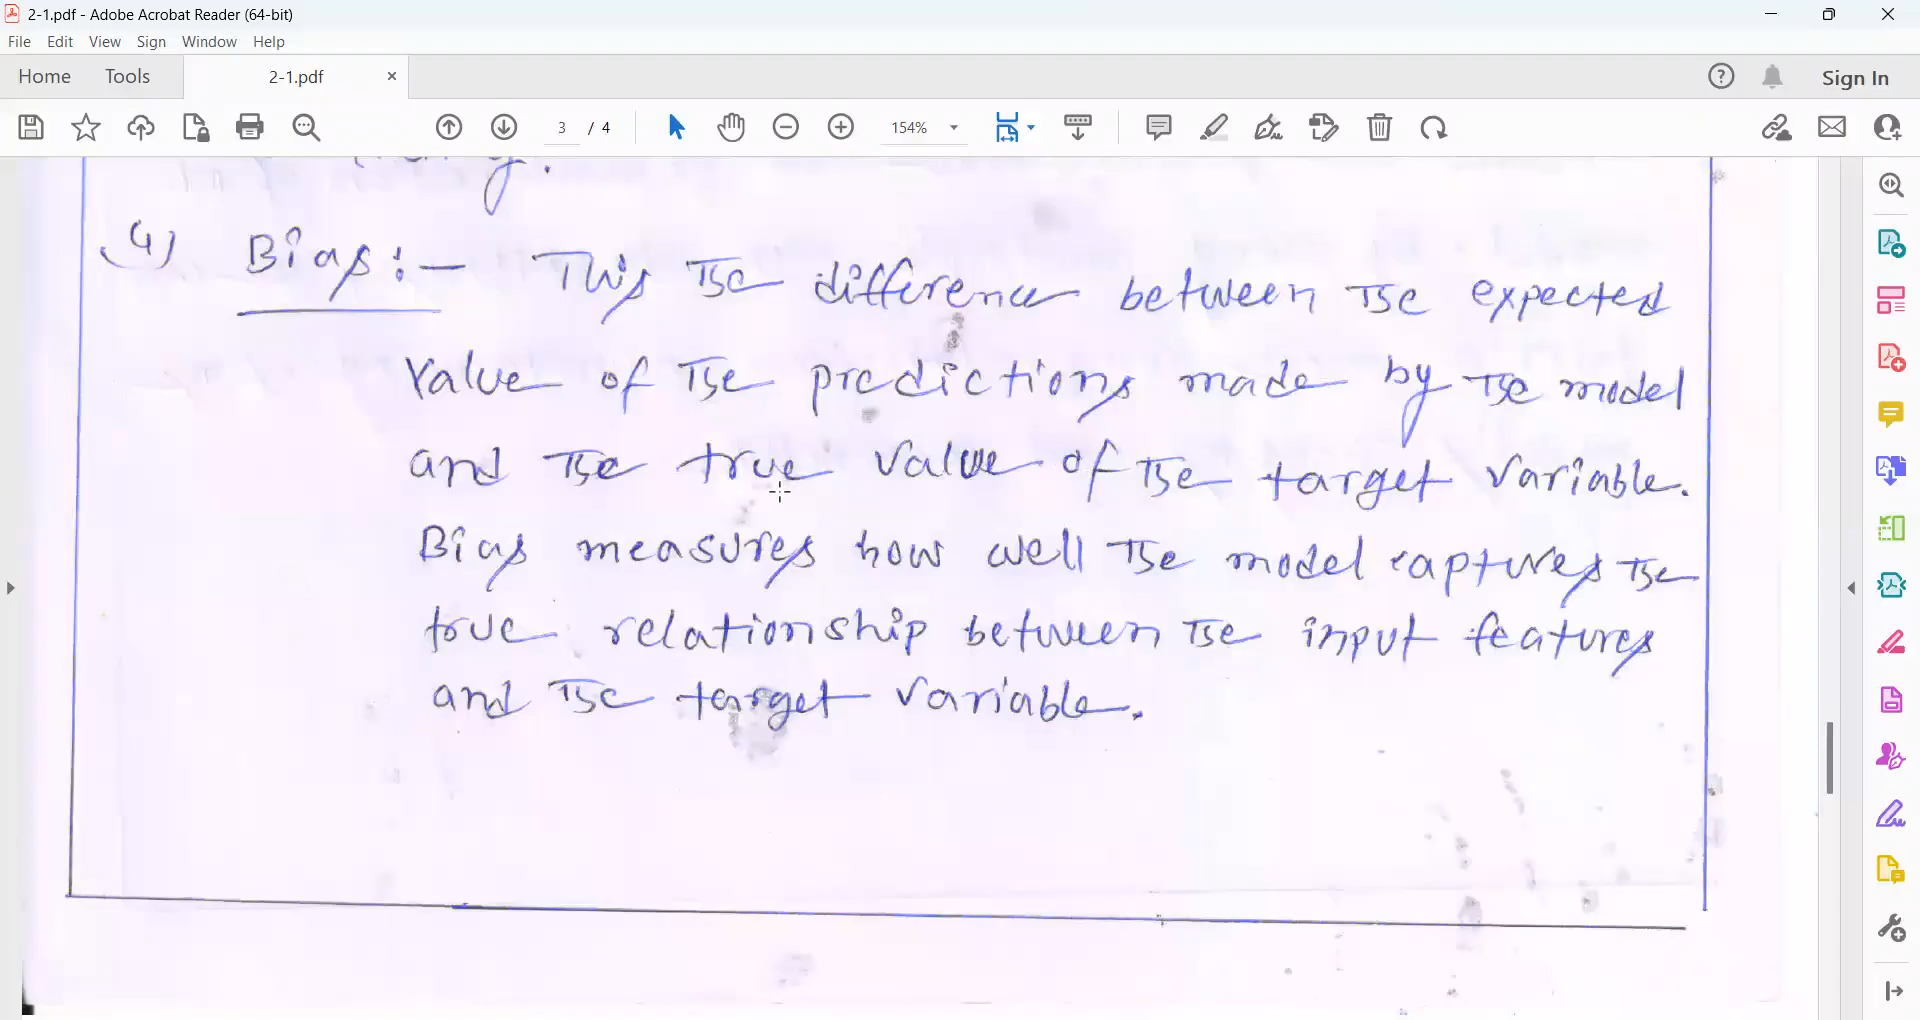 2-1.pdf - Adobe Acrobat Reader (64-bit)
File Edit View Sign Window Help
Home Tools 2-1.pdf × Sign In
3 / 4 154%
(4) Bias :- This the difference between the expected
value of the predictions made by the model
and the true value of the target variable.
Bias measures how well the model captures the
true relationship between the input features
and the target variable.